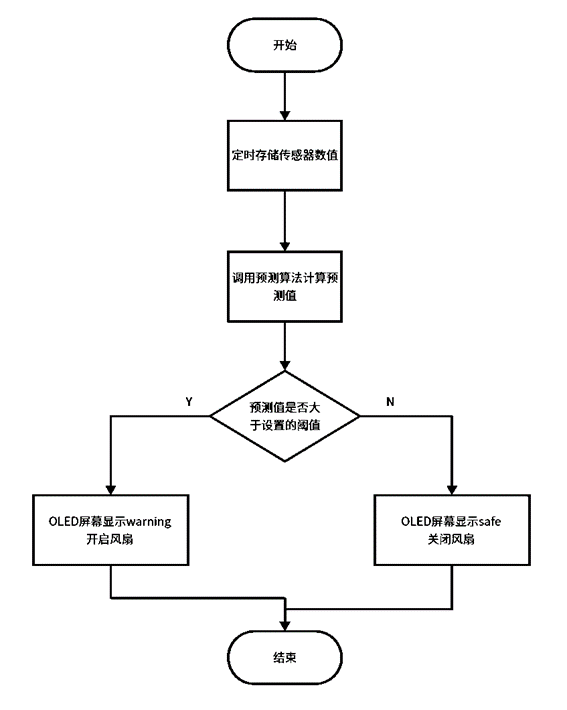 开始
定时存储传感器数值
调用预测算法计算预
测值
预测值是否大
于设置的阈值
Y
N
OLED屏幕显示warning
开启风扇
OLED屏幕显示safe
关闭风扇
结束